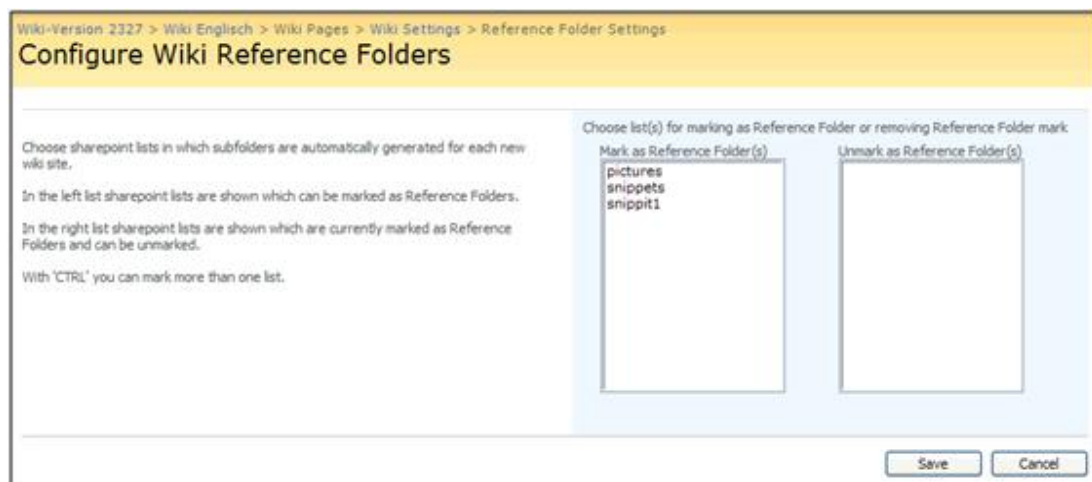 Wiki-Version 2327 > Wiki Englisch > Wiki Pages > Wiki Settings > Reference Folder Settings
Configure Wiki Reference Folders
Choose sharepoint lists in which subfolders are automatically generated for each new
wiki site.
In the left list sharepoint lists are shown which can be marked as Reference Folders.
In the right list sharepoint lists are shown which are currently marked as Reference
Folders and can be unmarked.
With 'CTRL' you can mark more than one list.
Choose list(s) for marking as Reference Folder or removing Reference Folder mark
Mark as Reference Folder(s)
pictures
snippets
snippit1
Unmark as Reference Folder(s)
Save
Cancel